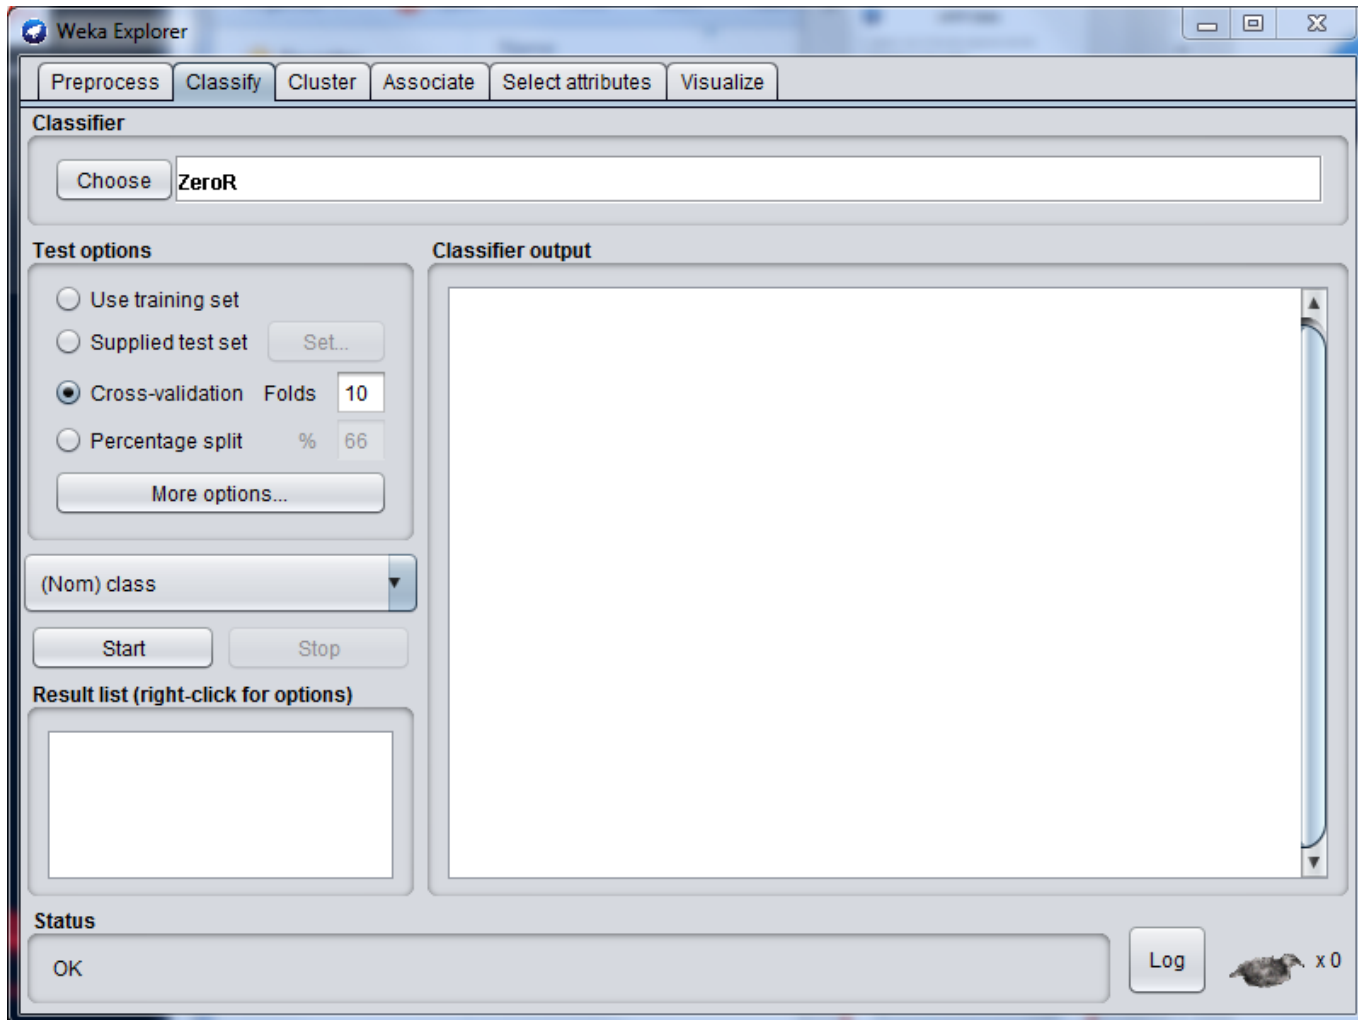 Weka Explorer
Preprocess Classify Cluster Associate Select attributes Visualize
Classifier
Choose ZeroR
Test options
Use training set
Supplied test set Set...
Cross-validation Folds 10
Percentage split % 66
More options...
(Nom) class
Start Stop
Result list (right-click for options)
Classifier output
Status
OK
Log x 0